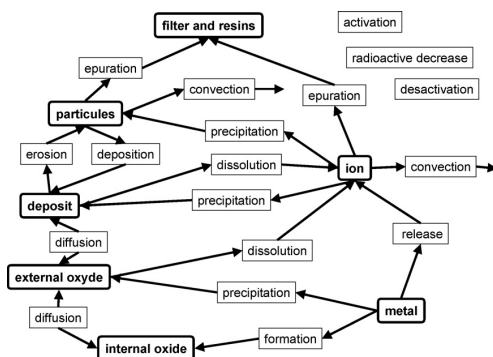 filter and resins
activation
radioactive decrease
epuration
convection
epuration
desactivation
particules
precipitation
erosion
deposition
dissolution
ion
convection
deposit
precipitation
diffusion
release
dissolution
external oxyde
precipitation
metal
diffusion
formation
internal oxide